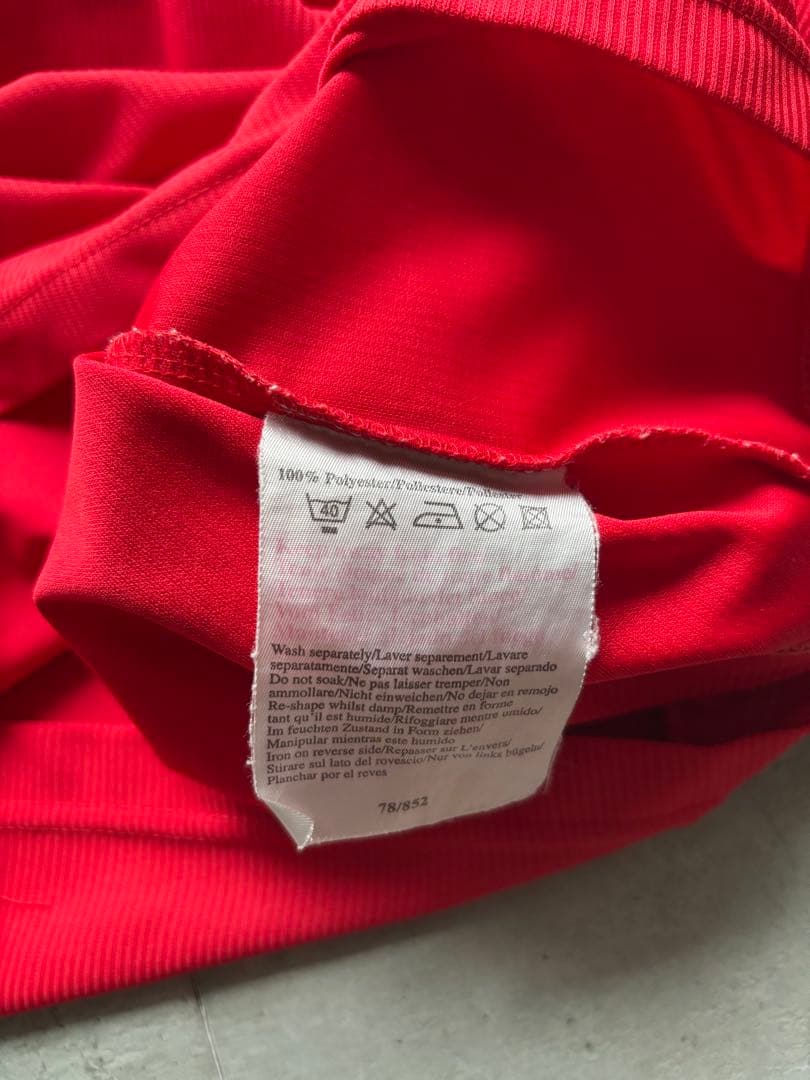 100% Polyester/Poliestere/Poliester
40
Wash separately/Laver separement/Lavare
separatamente/Separat waschen/Lavar separado
Do not soak/Ne pas laisser tremper/Non
ammollare/Nicht einweichen/No dejar en remojo
Re-shape whilst damp/Remettre en forme
tant qu'il est humide/Rifoggiare mentre umido/
Im feuchten Zustand in Form ziehen/
Manipular mientras este humido
Iron on reverse side/Repasser sur L'envers/
Stirare sul lato del rovescio/Nur von links bügeln/
Planchar por el reves
78/852